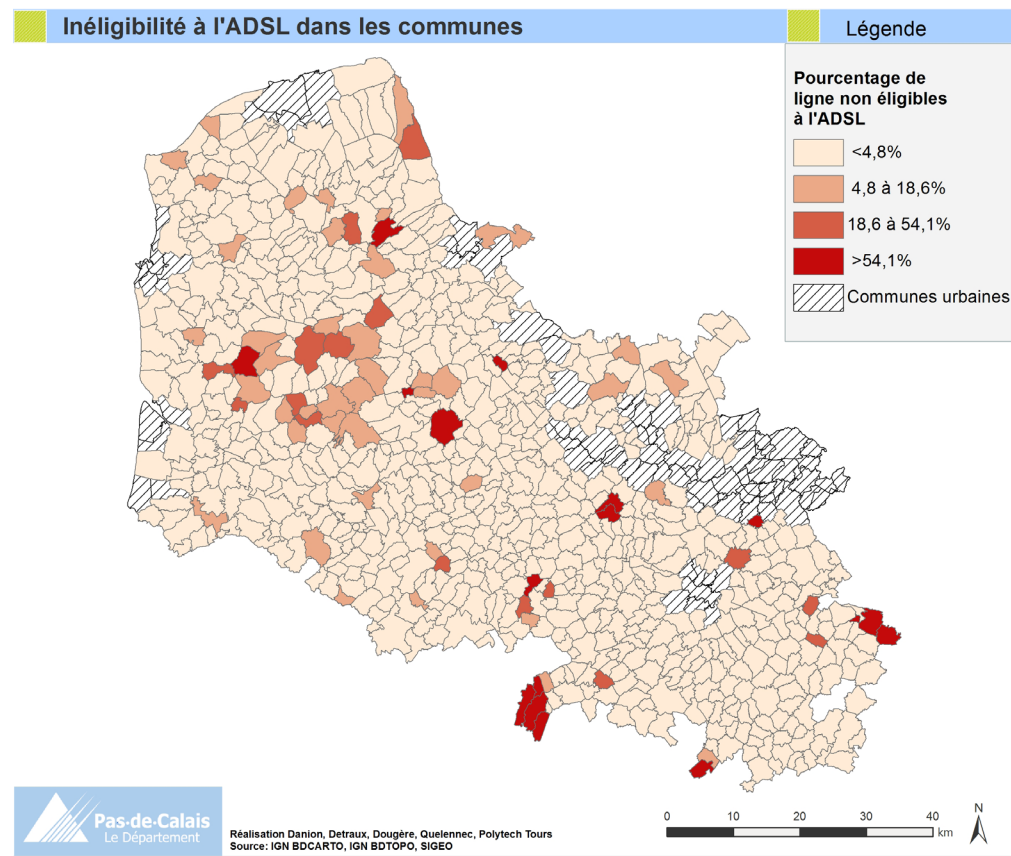 Inéligibilité à l'ADSL dans les communes
Légende
Pourcentage de
ligne non éligibles
à l'ADSL
<4,8%
4,8 à 18,6%
18,6 à 54,1%
>54,1%
Communes urbaines
Pas-de-Calais
Le Département
Réalisation Danion, Detraux, Dougère, Quelennec, Polytech Tours
Source: IGN BDCARTO, IGN BDTOPO, SIGEO
0 10 20 30 40
km
N